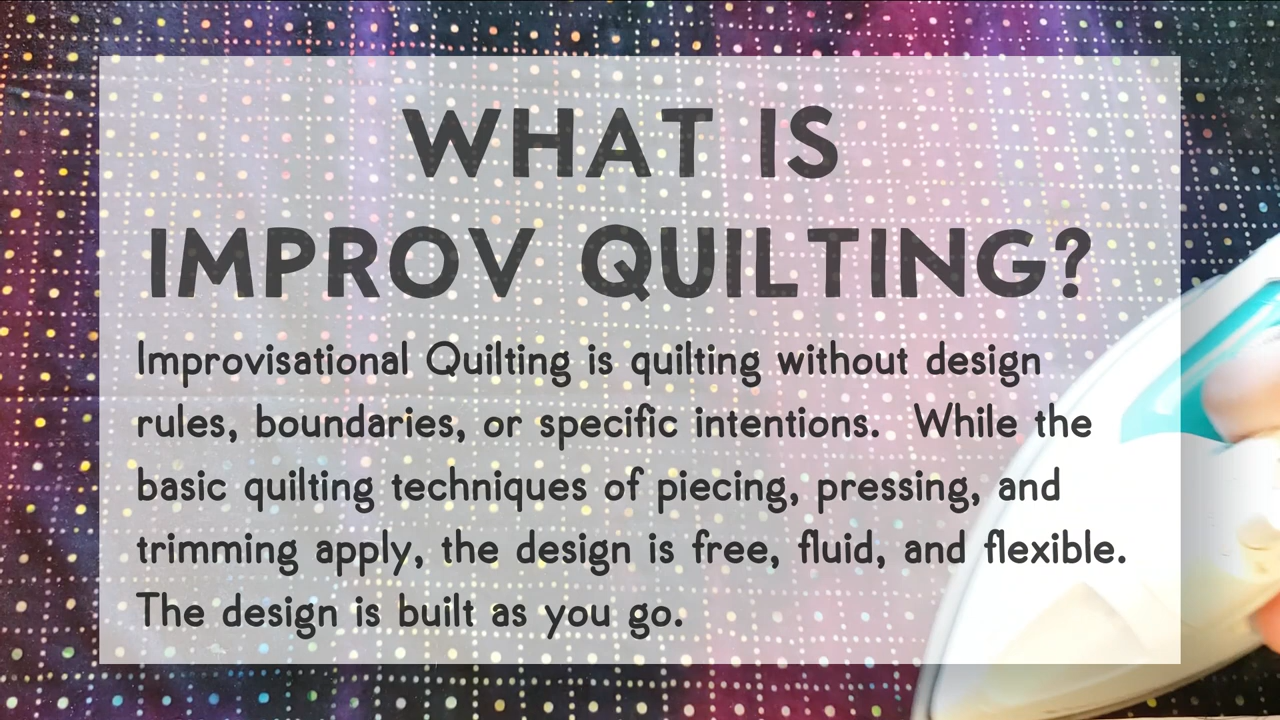 WHAT IS
IMPROV QUILTING?
Improvisational Quilting is quilting without design
rules, boundaries, or specific intentions.  While the
basic quilting techniques of piecing, pressing, and
trimming apply, the design is free, fluid, and flexible.
The design is built as you go.